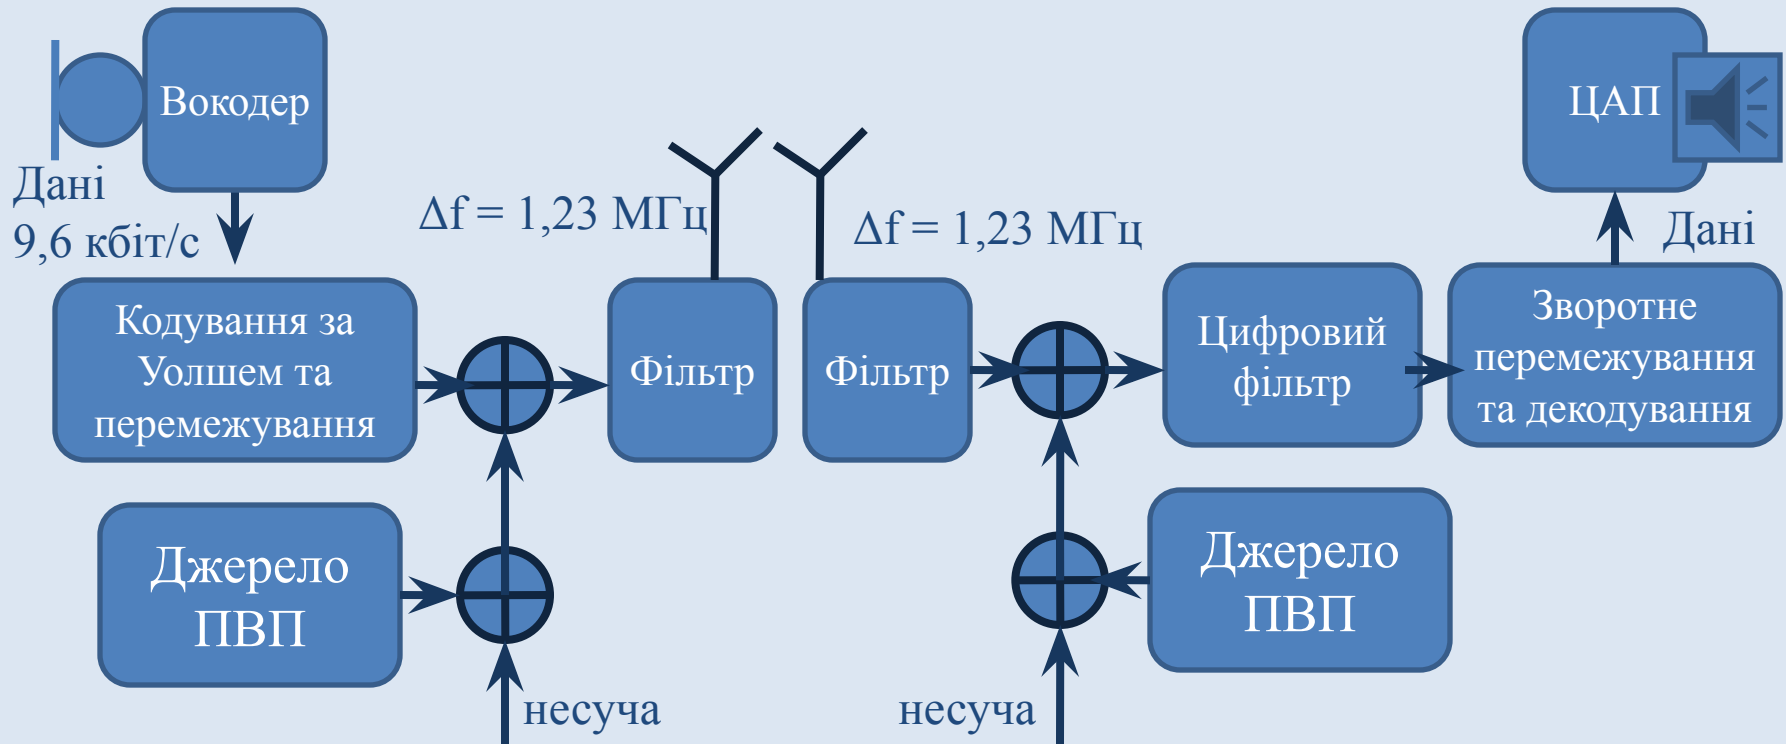 Вокодер
Дані
9,6 кбіт/с
Кодування за
Уолшем та
перемежування
Джерело
ПВП
несуча
Δf = 1,23 МГц
Фільтр
Δf = 1,23 МГц
Фільтр
несуча
Джерело
ПВП
Цифровий
фільтр
Зворотне
перемежування
та декодування
Дані
ЦАП